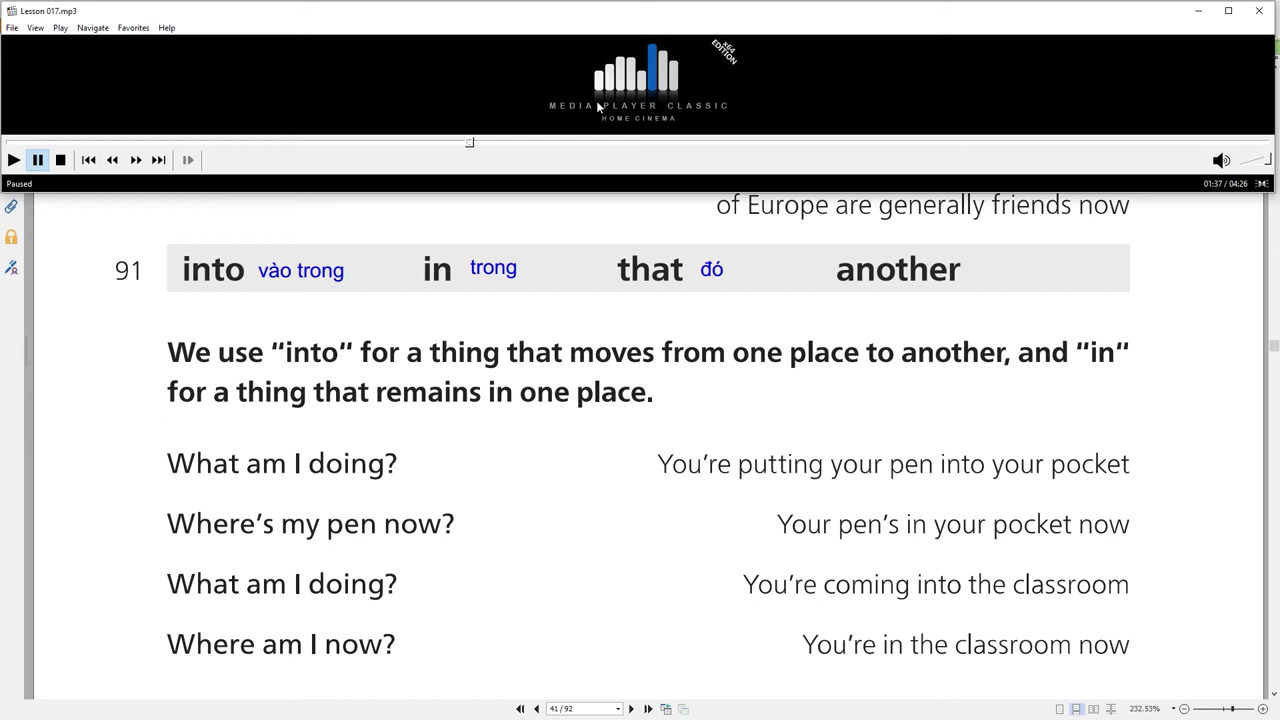 Lesson 017.mp3
File View Play Navigate Favorites Help
x64 EDITION
MEDIA PLAYER CLASSIC
HOME CINEMA
Paused 01:37 / 04:26
of Europe are generally friends now
91 into vào trong in trong that đó another
We use “into“ for a thing that moves from one place to another, and “in“
for a thing that remains in one place.
What am I doing? You’re putting your pen into your pocket
Where’s my pen now? Your pen’s in your pocket now
What am I doing? You’re coming into the classroom
Where am I now? You’re in the classroom now
41 / 92 232.53%